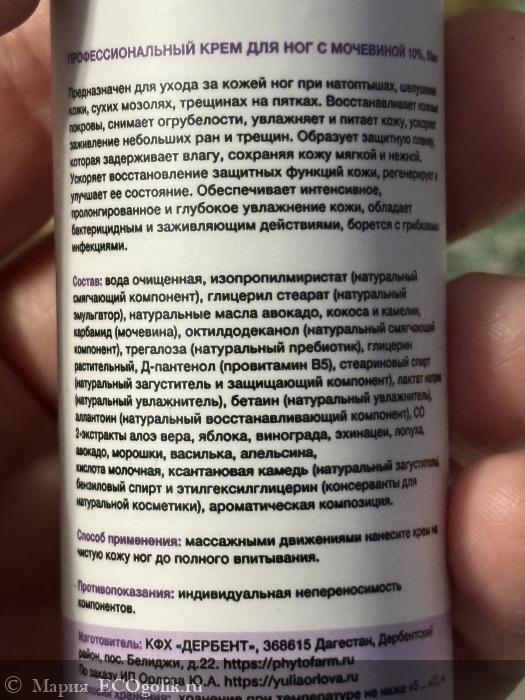 ПРОФЕССИОНАЛЬНЫЙ КРЕМ ДЛЯ НОГ С МОЧЕВИНОЙ 10%,
Предназначен для ухода за кожей ног при натоптышах, шелушении
кожи, сухих мозолях, трещинах на пятках. Восстанавливает кожные
покровы, снимает огрубелости, увлажняет и питает кожу, ускоряет
заживление небольших ран и трещин. Образует защитную пленку,
которая задерживает влагу, сохраняя кожу мягкой и нежной.
Ускоряет восстановление защитных функций кожи, регенерирует и
улучшает ее состояние. Обеспечивает интенсивное,
пролонгированное и глубокое увлажнение кожи, обладает
бактерицидным и заживляющим действиями, борется с грибковыми
инфекциями.
Состав: вода очищенная, изопропилмиристат (натуральный
смягчающий компонент), глицерил стеарат (натуральный
эмульгатор), натуральные масла авокадо, кокоса и камелии,
карбамид (мочевина), октилдодеканол (натуральный смягчающий
компонент), трегалоза (натуральный пребиотик), глицерин
растительный, Д-пантенол (провитамин В5), стеариновый спирт
(натуральный загуститель и защищающий компонент), лактат натрия
(натуральный увлажнитель), бетаин (натуральный увлажнитель),
аллантоин (натуральный восстанавливающий компонент), СО
2-экстракты алоэ вера, яблока, винограда, эхинацеи, лопуха,
авокадо, морошки, василька, апельсина,
кислота молочная, ксантановая камедь (натуральный загуститель),
бензиловый спирт и этилгексилглицерин (консерванты для
натуральной косметики), ароматическая композиция.
Способ применения: массажными движениями нанесите крем на
чистую кожу ног до полного впитывания.
Противопоказания: индивидуальная непереносимость
компонентов.
Изготовитель: КФХ «ДЕРБЕНТ», 368615 Дагестан, Дербентский
район, пос. Белиджи, д.22. https://phytofarm.ru
По заказу ИП Орлова Ю.А. https://yuliaorlova.ru
хранения: хранение при температуре не ниже +5
Мария ECOgolik.ru